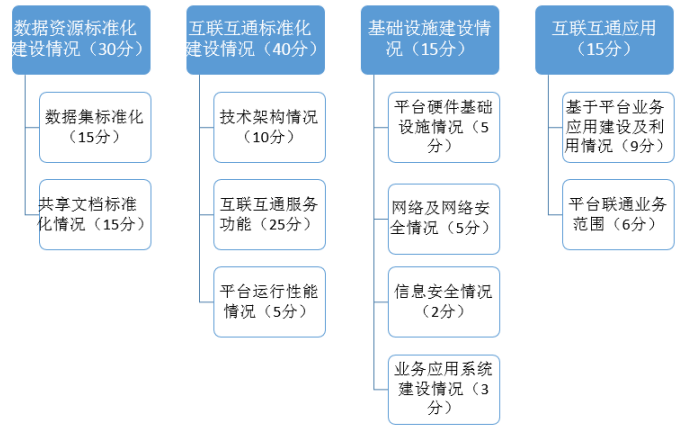 数据资源标准化
建设情况（30分）
数据集标准化
（15分）
共享文档标准
化情况（15分）
互联互通标准化
建设情况（40分）
技术架构情况
（10分）
互联互通服务
功能（25分）
平台运行性能
情况（5分）
基础设施建设情
况（15分）
平台硬件基础
设施情况（5
分）
网络及网络安
全情况（5分）
信息安全情况
（2分）
业务应用系统
建设情况（3
分）
互联互通应用
（15分）
基于平台业务
应用建设及利
用情况（9分）
平台联通业务
范围（6分）